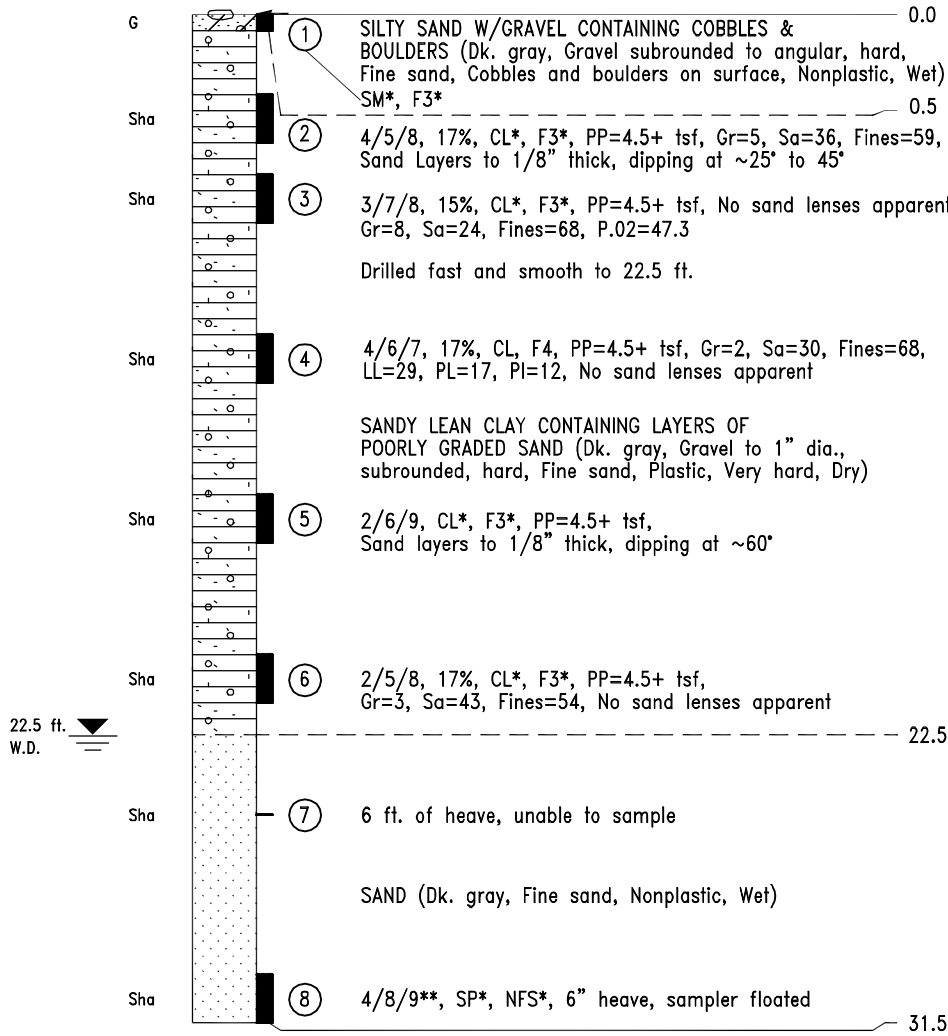 G
1
SILTY SAND W/GRAVEL CONTAINING COBBLES &
BOULDERS (Dk. gray, Gravel subrounded to angular, hard,
Fine sand, Cobbles and boulders on surface, Nonplastic, Wet)
SM*, F3*
0.0
0.5
Sha
2
4/5/8, 17%, CL*, F3*, PP=4.5+ tsf, Gr=5, Sa=36, Fines=59,
Sand Layers to 1/8" thick, dipping at ~25° to 45°
Sha
3
3/7/8, 15%, CL*, F3*, PP=4.5+ tsf, No sand lenses apparent
Gr=8, Sa=24, Fines=68, P.02=47.3
Drilled fast and smooth to 22.5 ft.
Sha
4
4/6/7, 17%, CL, F4, PP=4.5+ tsf, Gr=2, Sa=30, Fines=68,
LL=29, PL=17, PI=12, No sand lenses apparent
SANDY LEAN CLAY CONTAINING LAYERS OF
POORLY GRADED SAND (Dk. gray, Gravel to 1" dia.,
subrounded, hard, Fine sand, Plastic, Very hard, Dry)
Sha
5
2/6/9, CL*, F3*, PP=4.5+ tsf,
Sand layers to 1/8" thick, dipping at ~60°
Sha
6
2/5/8, 17%, CL*, F3*, PP=4.5+ tsf,
Gr=3, Sa=43, Fines=54, No sand lenses apparent
22.5 ft.
W.D.
22.5
Sha
7
6 ft. of heave, unable to sample
SAND (Dk. gray, Fine sand, Nonplastic, Wet)
Sha
8
4/8/9**, SP*, NFS*, 6" heave, sampler floated
31.5